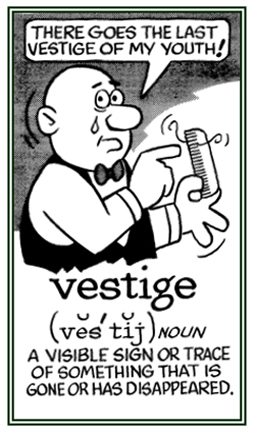 THERE GOES THE LAST
VESTIGE OF MY YOUTH!
vestige
(vĕs′tĭj) NOUN
A VISIBLE SIGN OR TRACE
OF SOMETHING THAT IS
GONE OR HAS DISAPPEARED.